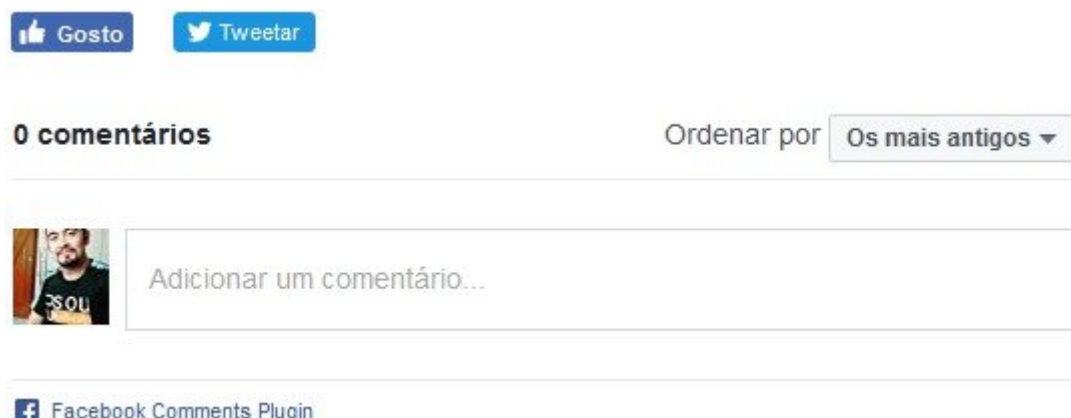 Gosto
Tweetar
0 comentários
Ordenar por Os mais antigos
Adicionar um comentário...
Facebook Comments Plugin